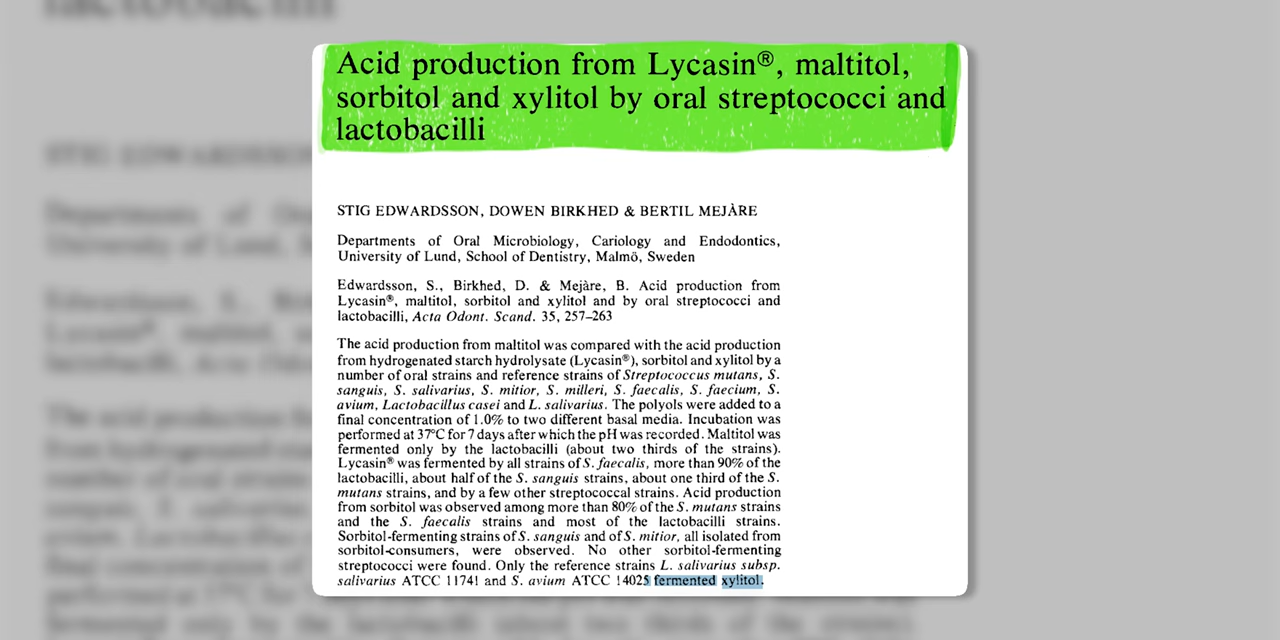 lactobacilli
Acid production from Lycasin®, maltitol,
sorbitol and xylitol by oral streptococci and
lactobacilli
STIG EDWARDSSON, DOWEN BIRKHED & BERTIL MEJÀRE
Departments of Oral Microbiology, Cariology and Endodontics,
University of Lund, School of Dentistry, Malmö, Sweden
Edwardsson, S., Birkhed, D. & Mejàre, B. Acid production from
Lycasin®, maltitol, sorbitol and xylitol and by oral streptococci and
lactobacilli, Acta Odont. Scand. 35, 257–263
The acid production from maltitol was compared with the acid production
from hydrogenated starch hydrolysate (Lycasin®), sorbitol and xylitol by a
number of oral strains and reference strains of Streptococcus mutans, S.
sanguis, S. salivarius, S. mitior, S. milleri, S. faecalis, S. faecium, S.
avium, Lactobacillus casei and L. salivarius. The polyols were added to a
final concentration of 1.0% to two different basal media. Incubation was
performed at 37°C for 7 days after which the pH was recorded. Maltitol was
fermented only by the lactobacilli (about two thirds of the strains).
Lycasin® was fermented by all strains of S. faecalis, more than 90% of the
lactobacilli, about half of the S. sanguis strains, about one third of the S.
mutans strains, and by a few other streptococcal strains. Acid production
from sorbitol was observed among more than 80% of the S. mutans strains
and the S. faecalis strains and most of the lactobacilli strains.
Sorbitol-fermenting strains of S. sanguis and of S. mitior, all isolated from
sorbitol-consumers, were observed. No other sorbitol-fermenting
streptococci were found. Only the reference strains L. salivarius subsp.
salivarius ATCC 11741 and S. avium ATCC 14025 fermented xylitol.